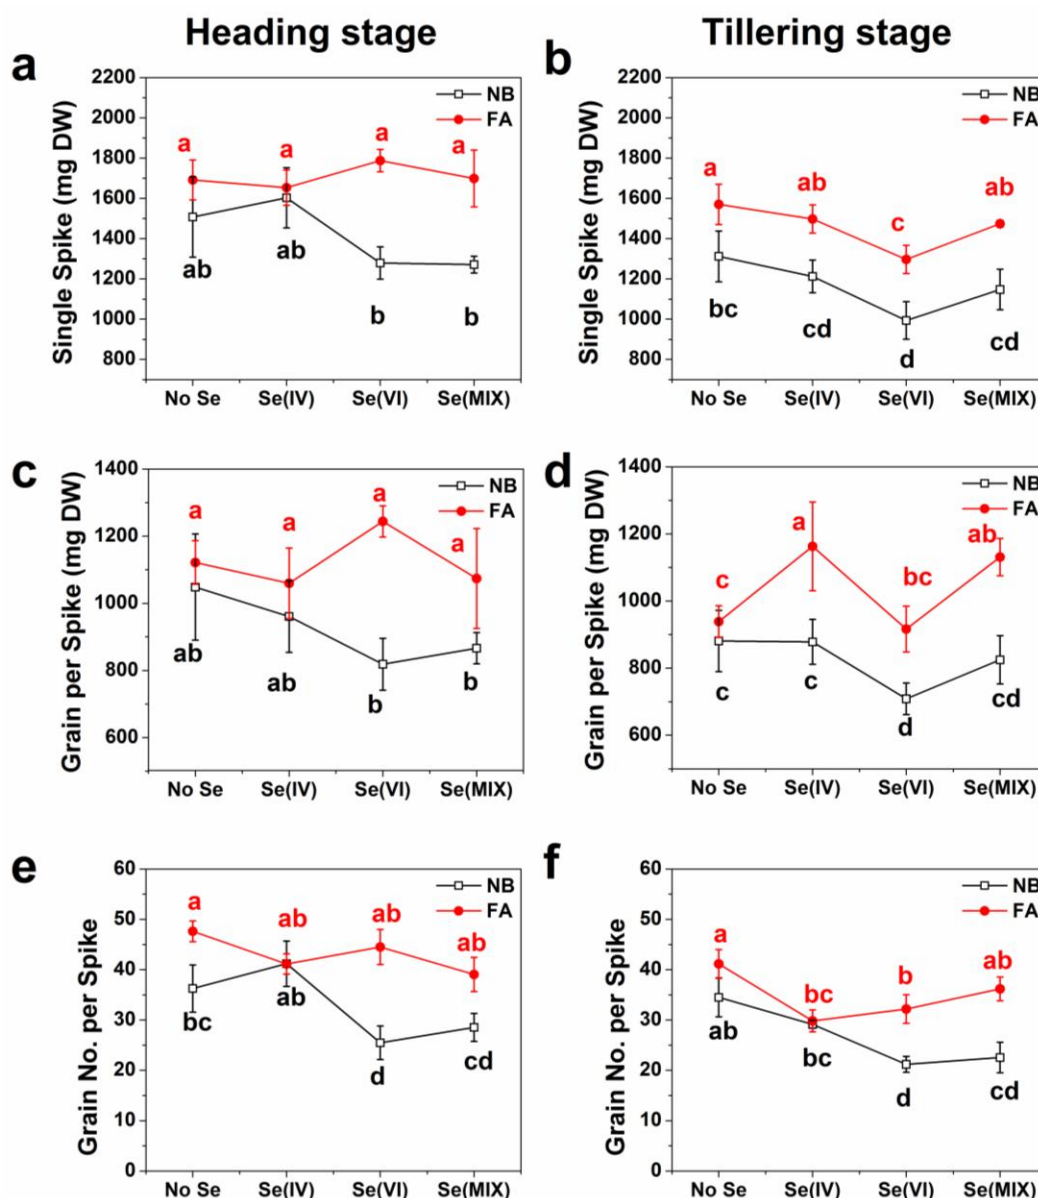 Heading stage
Tillering stage
a
Single Spike (mg DW)
2200
2000
1800
1600
1400
1200
1000
800
NB
FA
a
a
a
a
ab
ab
b
b
No Se
Se(IV)
Se(VI)
Se(MIX)
b
Single Spike (mg DW)
2200
2000
1800
1600
1400
1200
1000
800
NB
FA
a
ab
c
ab
bc
cd
d
cd
No Se
Se(IV)
Se(VI)
Se(MIX)
c
Grain per Spike (mg DW)
1400
1200
1000
800
600
NB
FA
a
a
a
a
ab
ab
b
b
No Se
Se(IV)
Se(VI)
Se(MIX)
d
Grain per Spike (mg DW)
1400
1200
1000
800
600
NB
FA
c
a
bc
ab
c
c
d
cd
No Se
Se(IV)
Se(VI)
Se(MIX)
e
Grain No. per Spike
60
50
40
30
20
10
0
NB
FA
a
ab
ab
ab
bc
ab
d
cd
No Se
Se(IV)
Se(VI)
Se(MIX)
f
Grain No. per Spike
60
50
40
30
20
10
0
NB
FA
a
bc
b
ab
ab
bc
d
cd
No Se
Se(IV)
Se(VI)
Se(MIX)